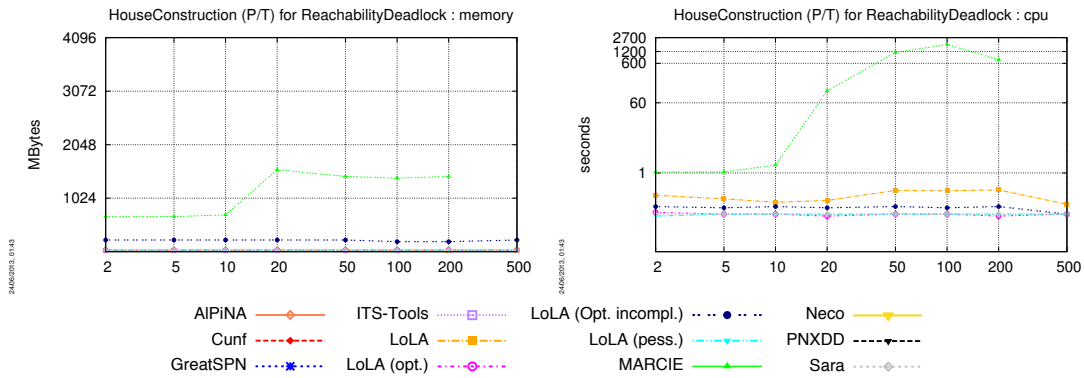 HouseConstruction (P/T) for ReachabilityDeadlock : memory
4096
3072
2048
1024
MBytes
2 5 10 20 50 100 200 500
24/06/2013, 01:43
HouseConstruction (P/T) for ReachabilityDeadlock : cpu
2700
1200
600
60
1
seconds
2 5 10 20 50 100 200 500
24/06/2013, 01:43
AlPiNA ITS-Tools LoLA (Opt. incompl.) Neco
Cunf LoLA LoLA (pess.) PNXDD
GreatSPN LoLA (opt.) MARCIE Sara